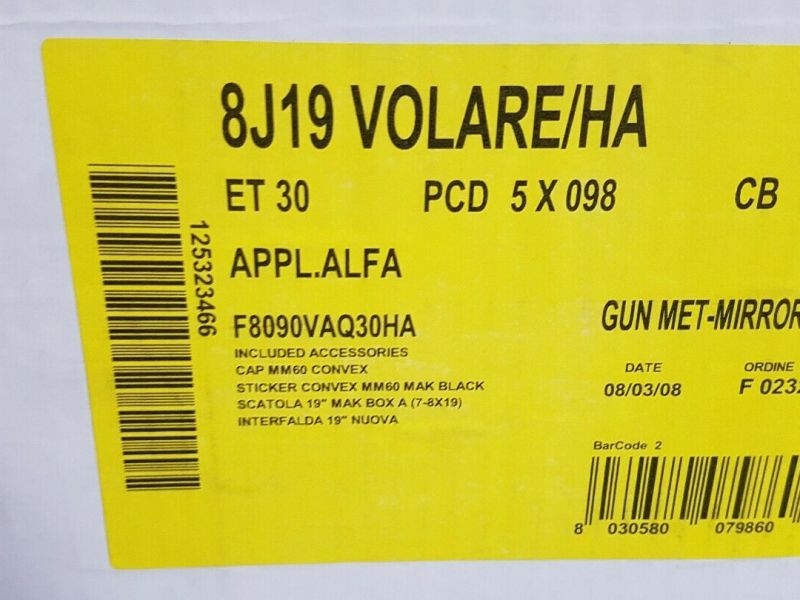 8J19 VOLARE/HA
ET 30 PCD 5 X 098 CB
APPL.ALFA
125323466
F8090VAQ30HA GUN MET-MIRROR
INCLUDED ACCESSORIES
CAP MM60 CONVEX
STICKER CONVEX MM60 MAK BLACK
SCATOLA 19" MAK BOX A (7-8X19)
INTERFALDA 19" NUOVA
DATE ORDINE
08/03/08 F 0232
BarCode 2
8 030580 079860